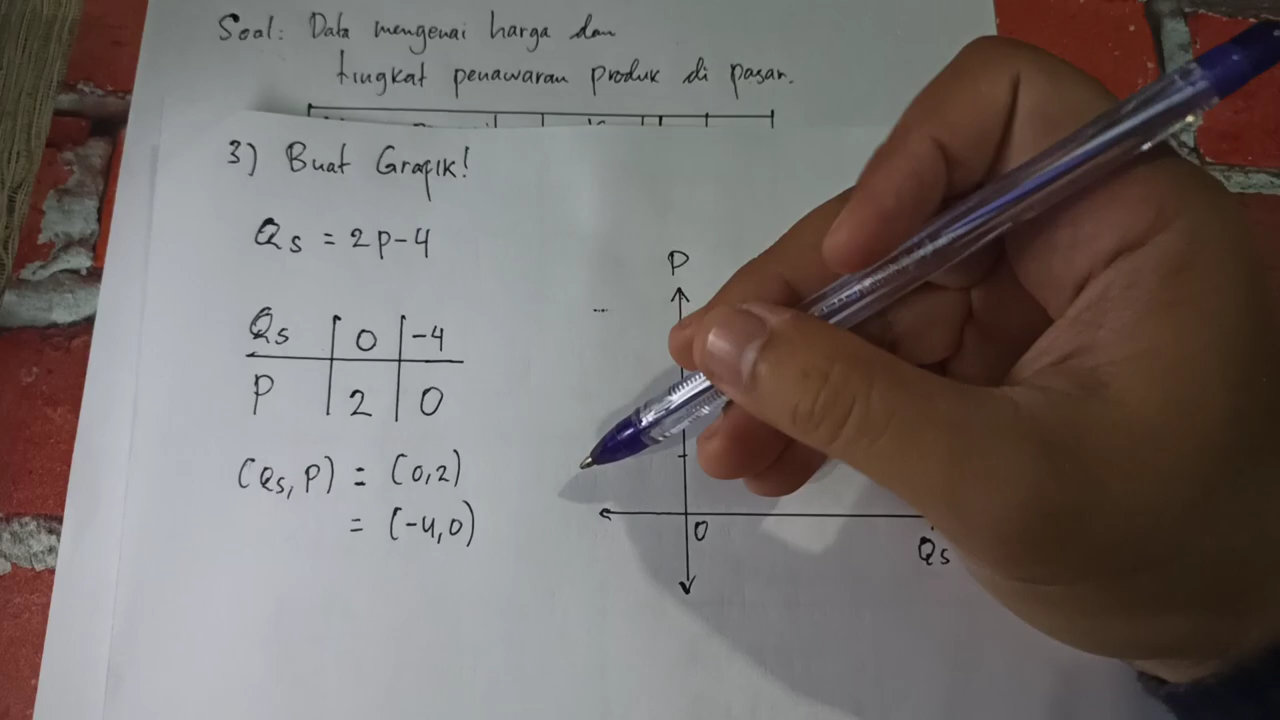 Soal: Data mengenai harga dan
tingkat penawaran produk di pasar.
3) Buat Grafik!
Qs = 2P-4
Qs | 0 | -4
P | 2 | 0
(Qs, P) = (0,2)
= (-4,0)
P
0
Qs